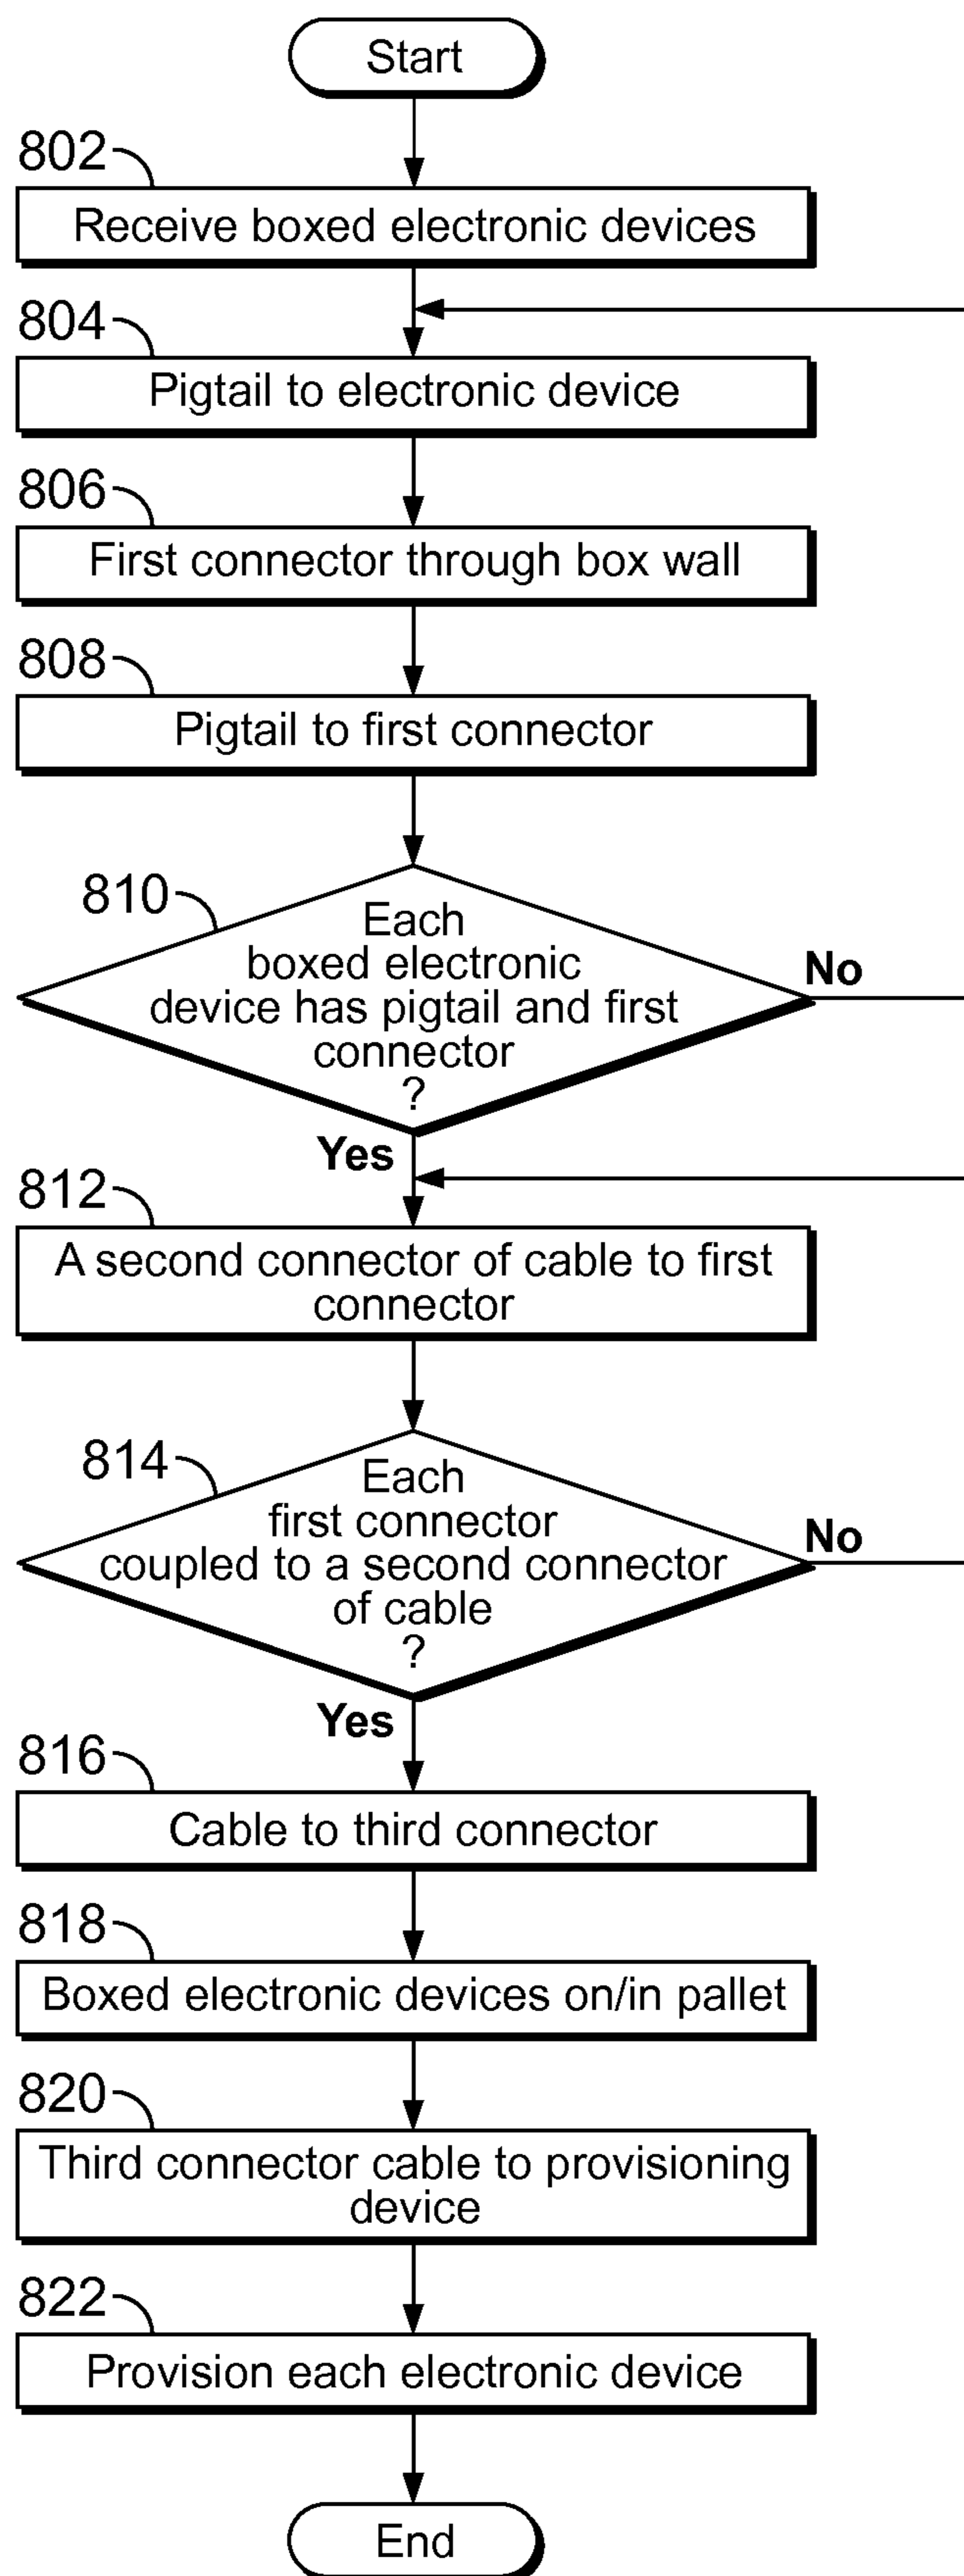 Start
802
Receive boxed electronic devices
804
Pigtail to electronic device
806
First connector through box wall
808
Pigtail to first connector
810
Each
boxed electronic
device has pigtail and first
connector
?
No
Yes
812
A second connector of cable to first
connector
814
Each
first connector
coupled to a second connector
of cable
?
No
Yes
816
Cable to third connector
818
Boxed electronic devices on/in pallet
820
Third connector cable to provisioning
device
822
Provision each electronic device
End